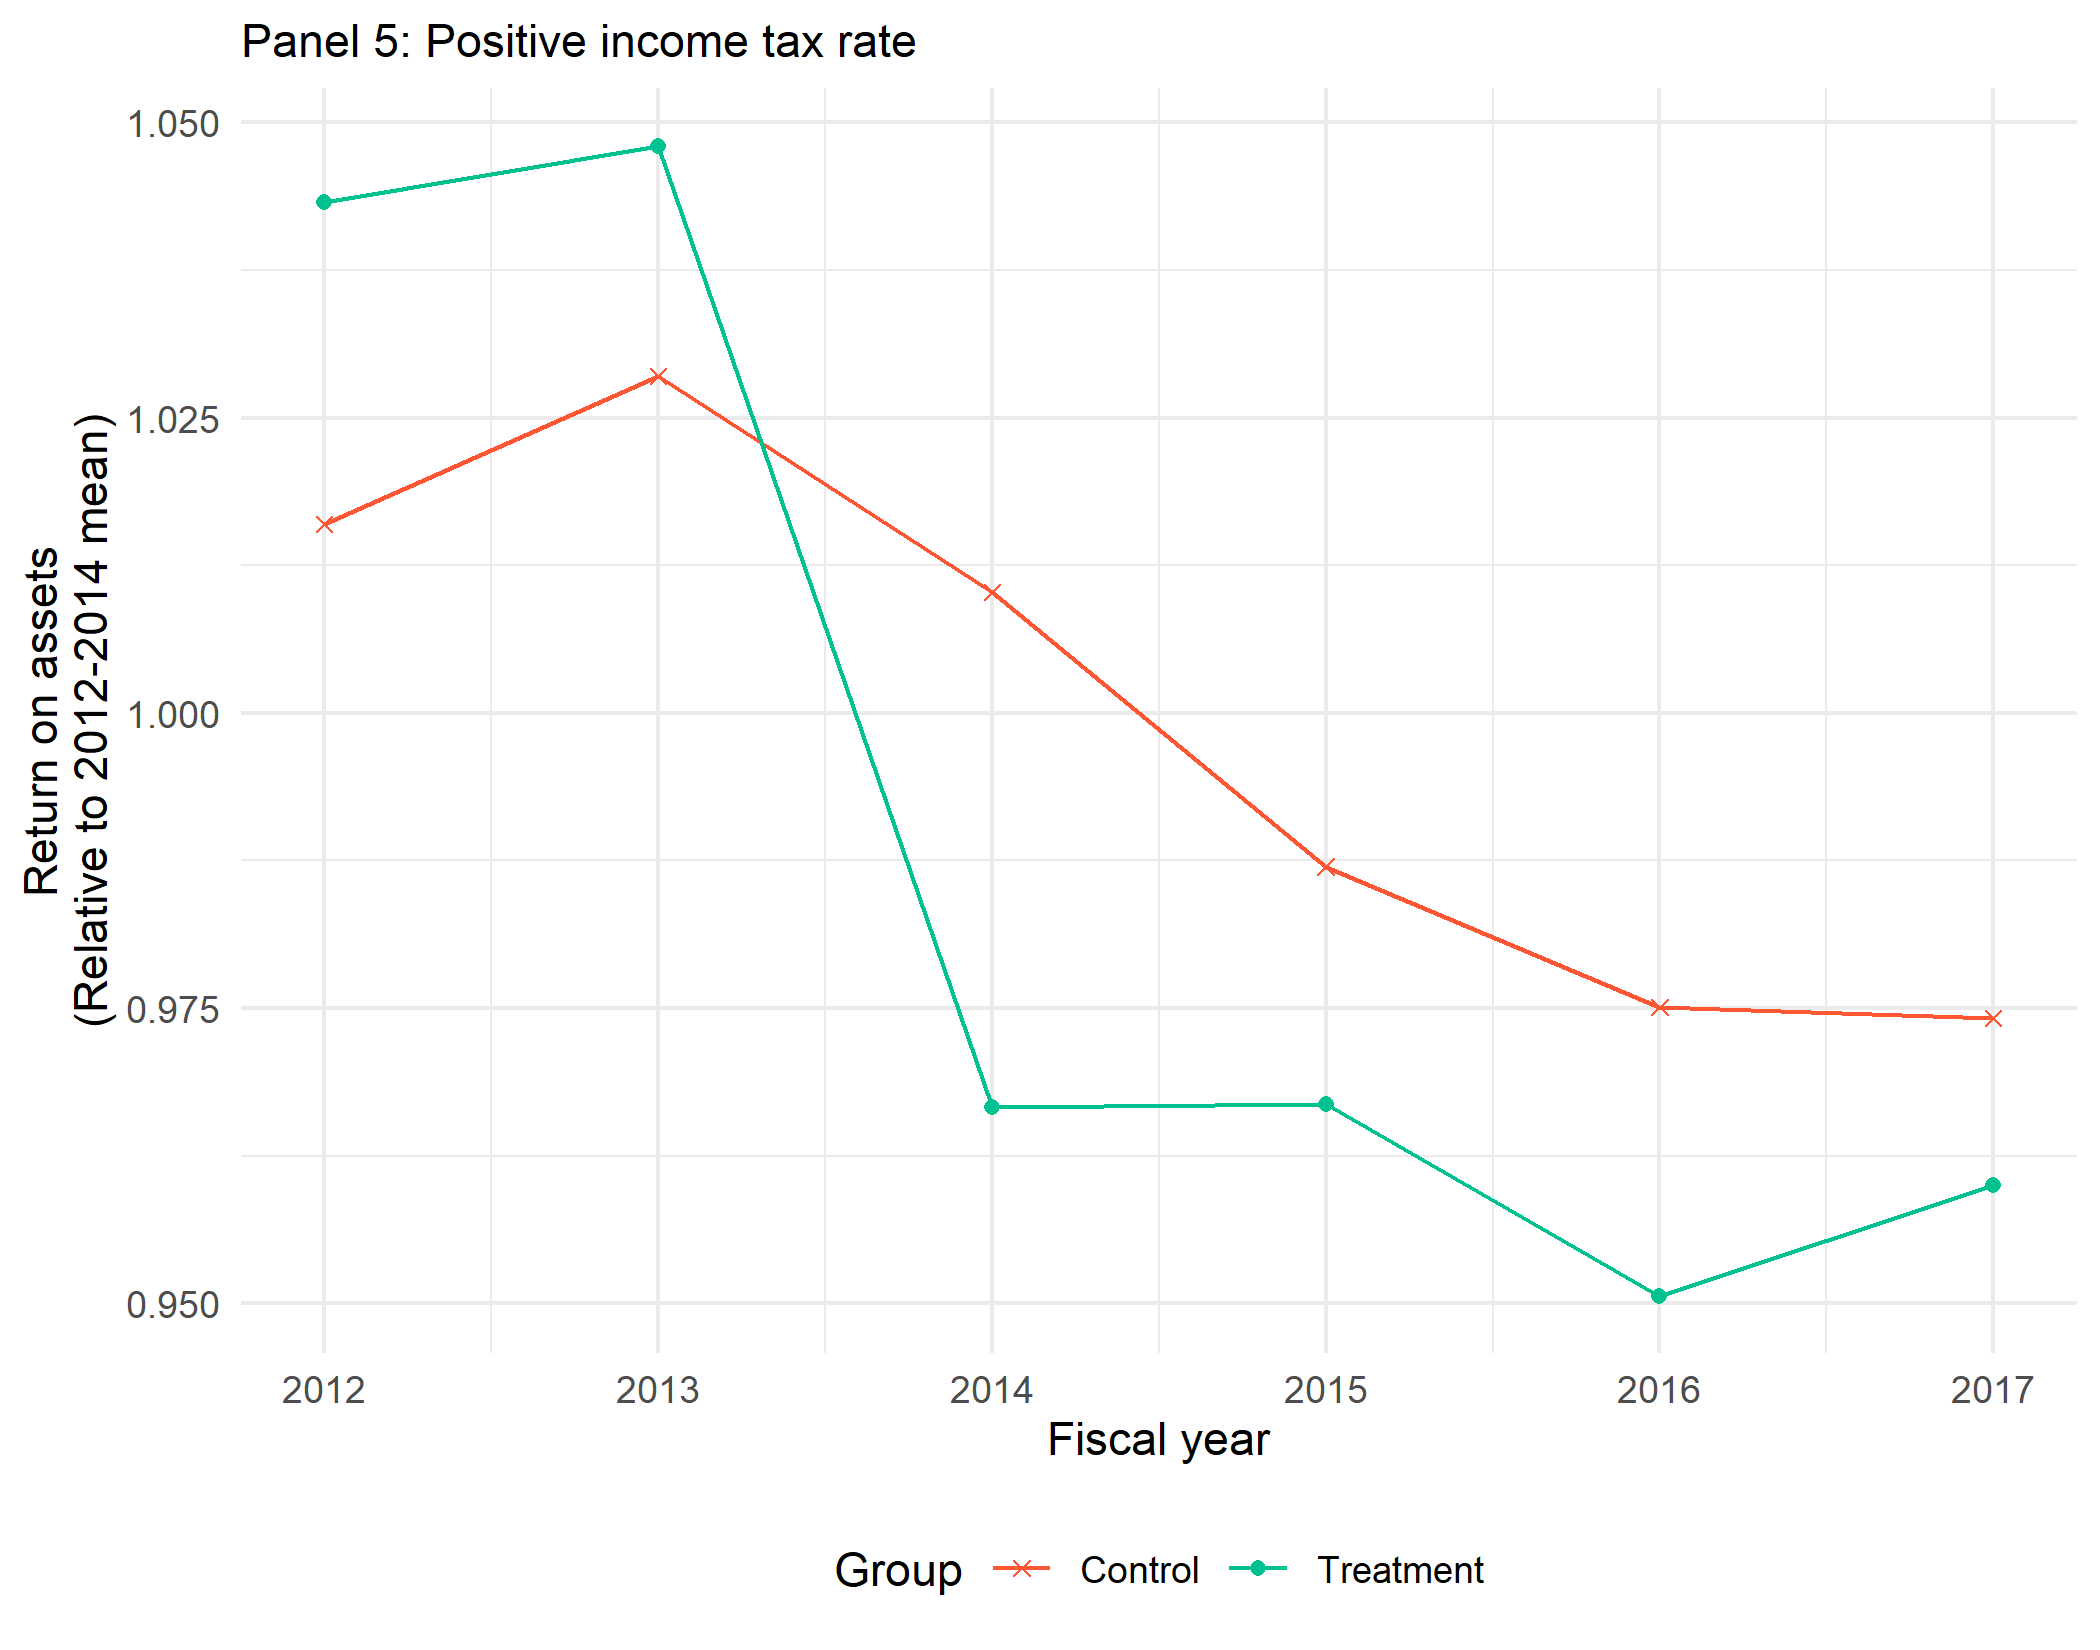 Panel 5: Positive income tax rate
Return on assets
(Relative to 2012-2014 mean)
1.050
1.025
1.000
0.975
0.950
2012 2013 2014 2015 2016 2017
Fiscal year
Group Control Treatment